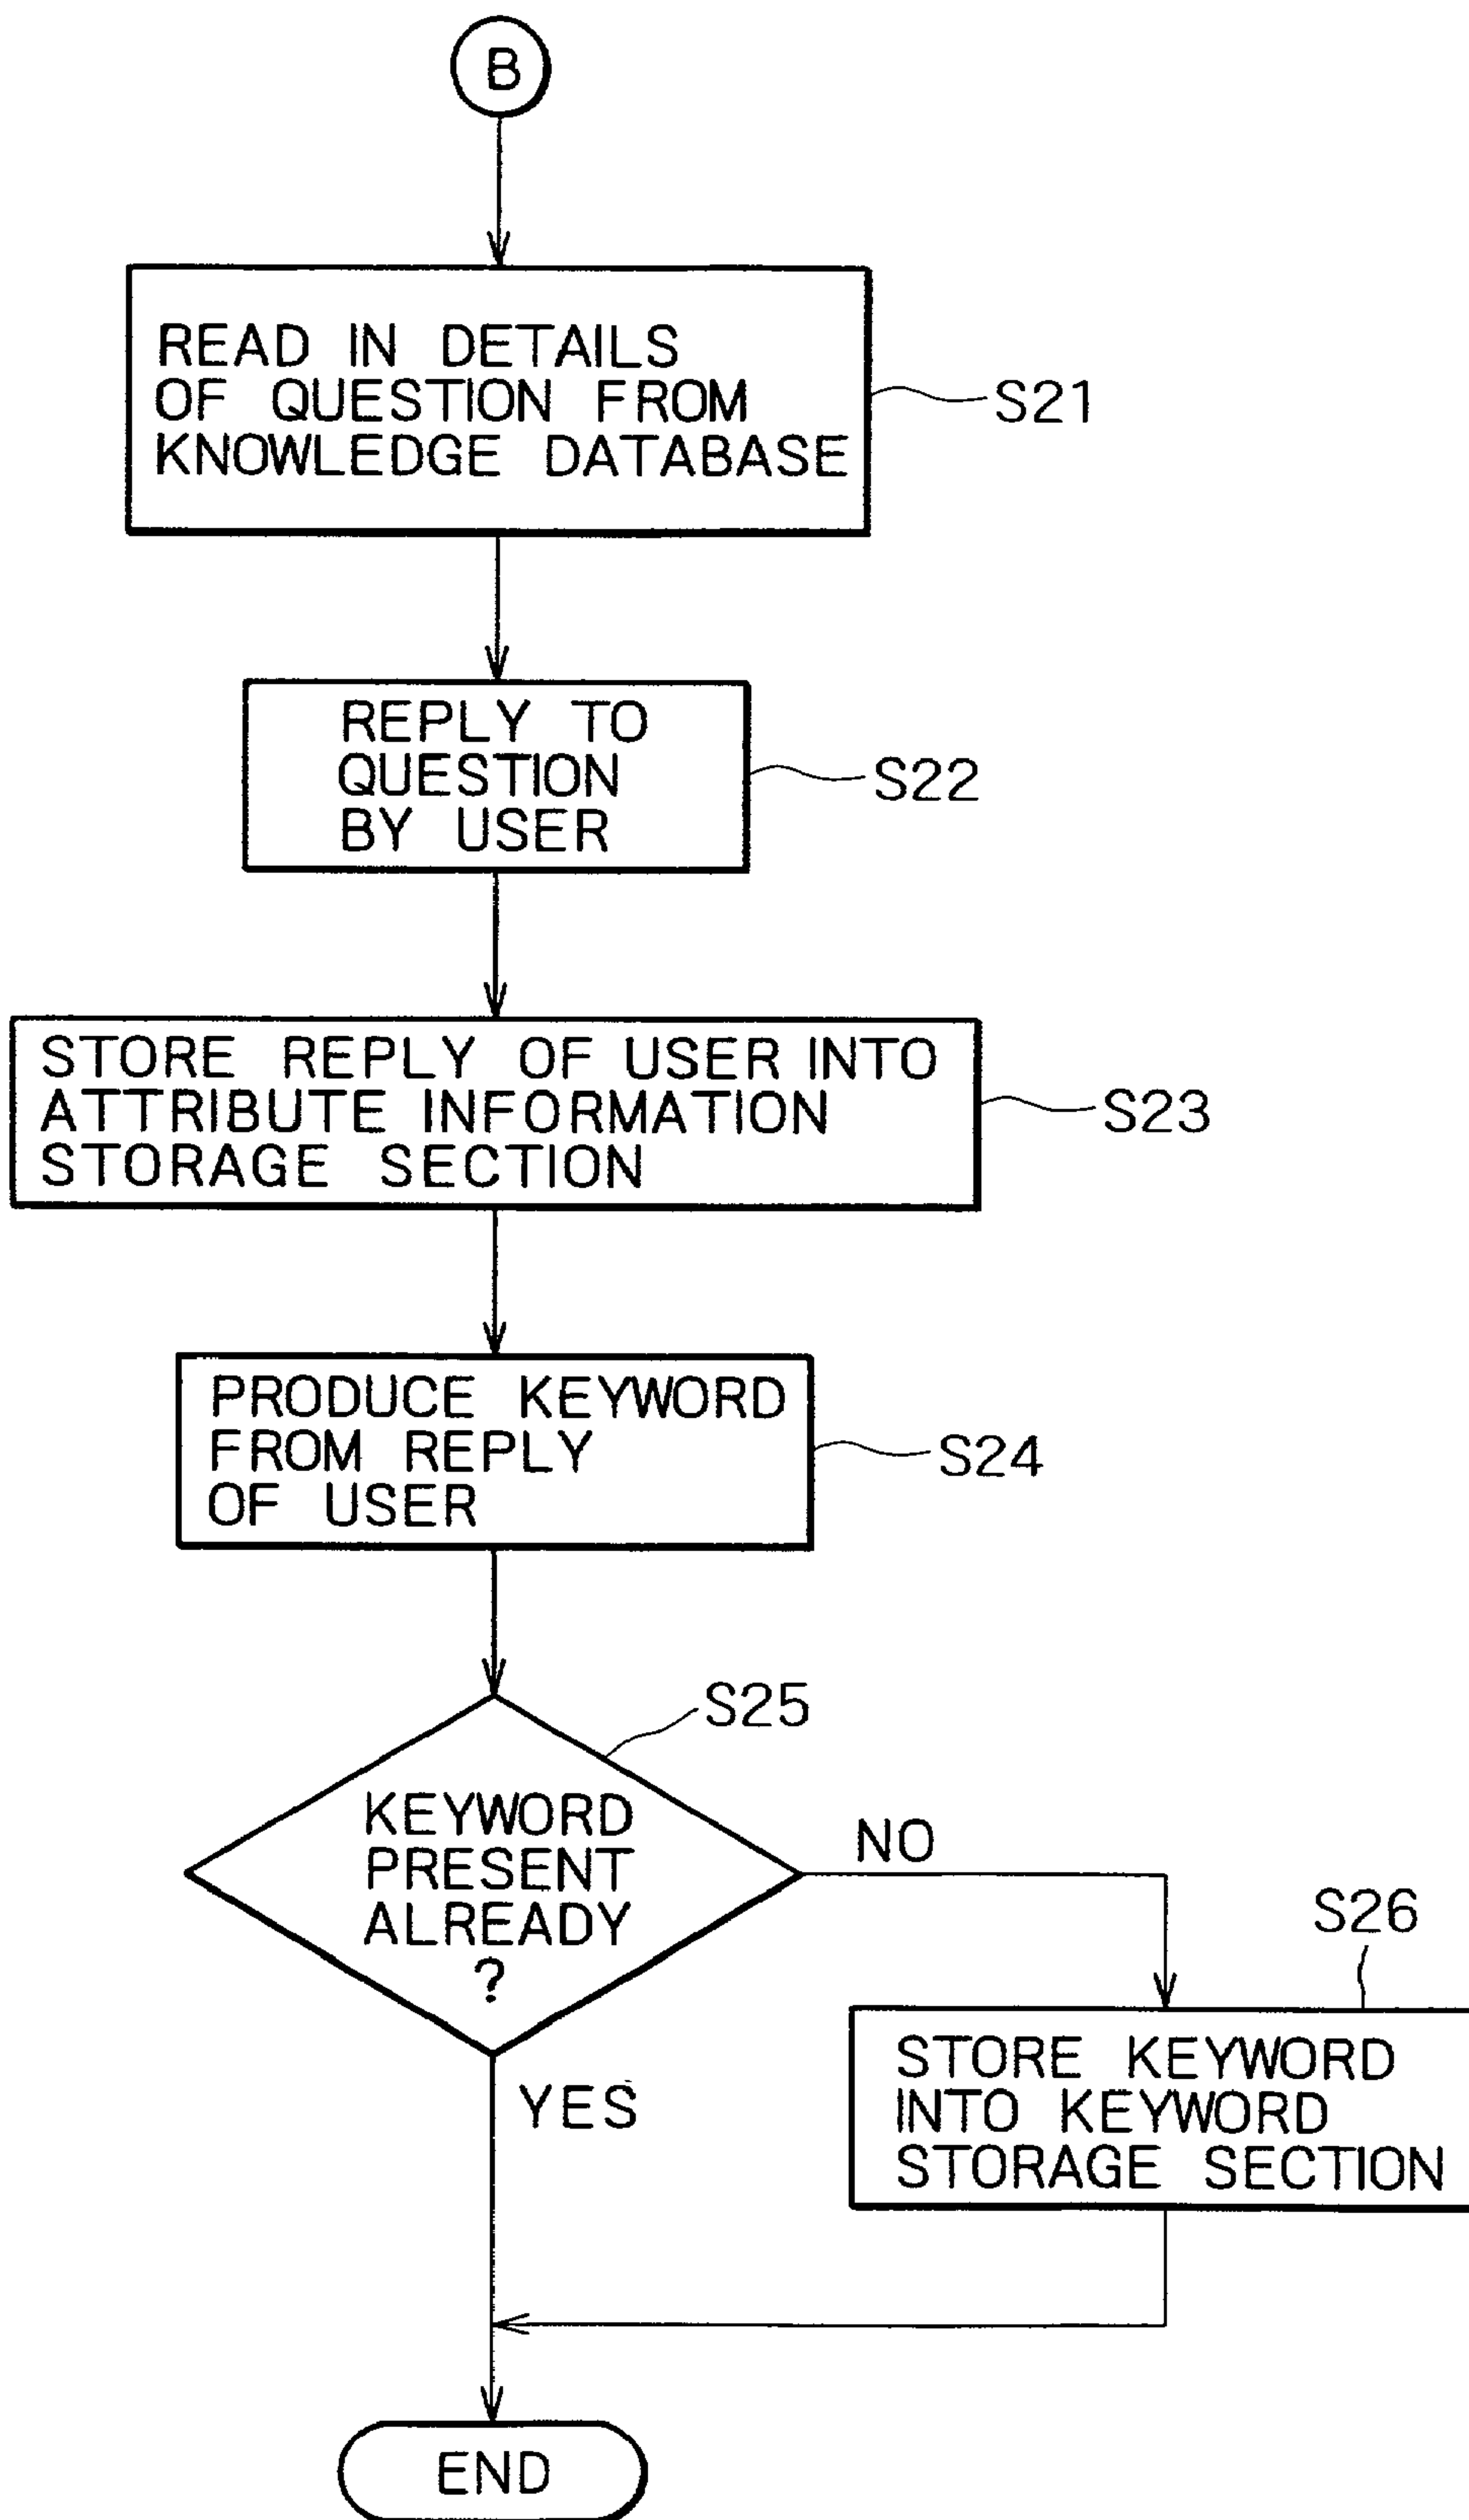 B
READ IN DETAILS
OF QUESTION FROM
KNOWLEDGE DATABASE
S21
REPLY TO
QUESTION
BY USER
S22
STORE REPLY OF USER INTO
ATTRIBUTE INFORMATION
STORAGE SECTION
S23
PRODUCE KEYWORD
FROM REPLY
OF USER
S24
S25
KEYWORD
PRESENT
ALREADY
?
NO
YES
S26
STORE KEYWORD
INTO KEYWORD
STORAGE SECTION
END